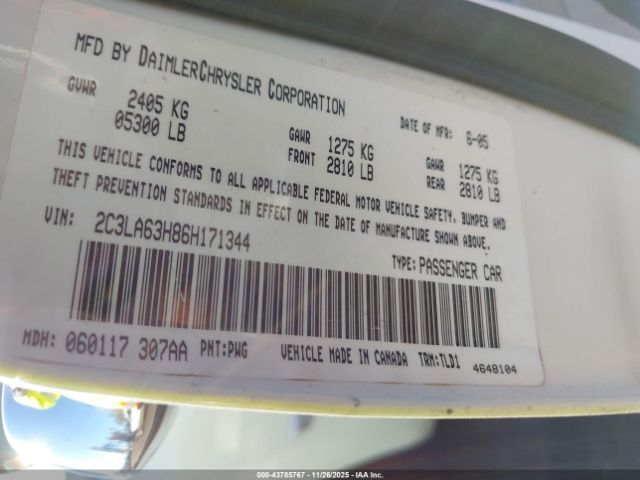 MFD BY DAIMLERCHRYSLER CORPORATION
DATE OF MFR: 6-05
GVWR 2405 KG 05300 LB
GAWR FRONT 1275 KG 2810 LB
GAWR REAR 1275 KG 2810 LB
THIS VEHICLE CONFORMS TO ALL APPLICABLE FEDERAL MOTOR VEHICLE SAFETY, BUMPER AND
THEFT PREVENTION STANDARDS IN EFFECT ON THE DATE OF MANUFACTURE SHOWN ABOVE.
VIN: 2C3LA63H86H171344
TYPE: PASSENGER CAR
MDH: 060117 307AA PNT:PWG VEHICLE MADE IN CANADA TRM:TLD1 4648104
000-43785767 - 11/26/2025 - IAAI Inc.